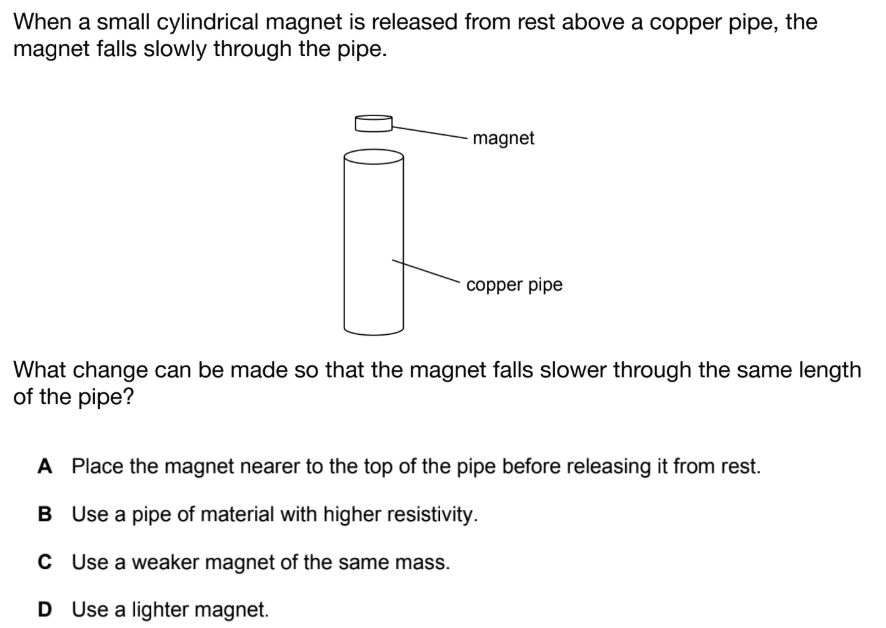 When a small cylindrical magnet is released from rest above a copper pipe, the
magnet falls slowly through the pipe.
magnet
copper pipe
What change can be made so that the magnet falls slower through the same length
of the pipe?
A Place the magnet nearer to the top of the pipe before releasing it from rest.
B Use a pipe of material with higher resistivity.
C Use a weaker magnet of the same mass.
D Use a lighter magnet.